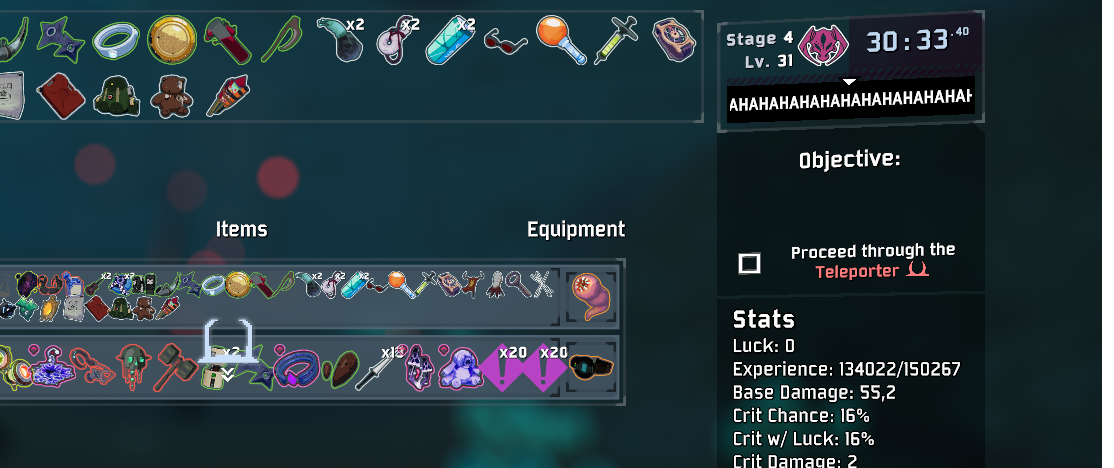 x2
x2
x2
Stage 4
Lv. 31
30:33.40
AHAHAHAHAHAHAHAHAHAHAH
Objective:
Proceed through the
Teleporter
Items
Equipment
x2
x2
x2
x2
x2
x2
x20
x20
Stats
Luck: 0
Experience: 134022/150267
Base Damage: 55,2
Crit Chance: 16%
Crit w/ Luck: 16%
Crit Damage: 2